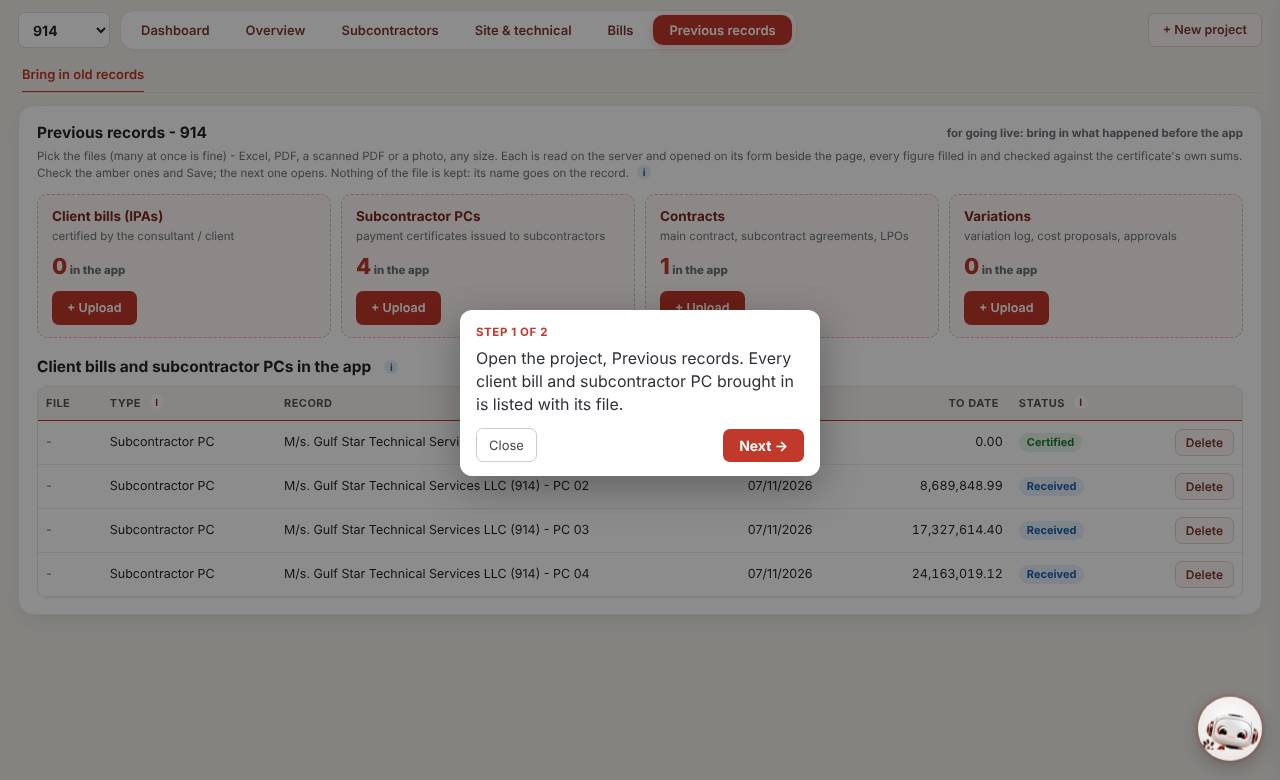 914
Dashboard
Overview
Subcontractors
Site & technical
Bills
Previous records
+ New project
Bring in old records
Previous records - 914
for going live: bring in what happened before the app
Pick the files (many at once is fine) - Excel, PDF, a scanned PDF or a photo, any size. Each is read on the server and opened on its form beside the page, every figure filled in and checked against the certificate's own sums.
Check the amber ones and Save; the next one opens. Nothing of the file is kept: its name goes on the record. i
Client bills (IPAs)
certified by the consultant / client
0 in the app
+ Upload
Subcontractor PCs
payment certificates issued to subcontractors
4 in the app
+ Upload
Contracts
main contract, subcontract agreements, LPOs
1 in the app
+ Upload
Variations
variation log, cost proposals, approvals
0 in the app
+ Upload
STEP 1 OF 2
Open the project, Previous records. Every
client bill and subcontractor PC brought in
is listed with its file.
Close
Next →
Client bills and subcontractor PCs in the app i
FILE TYPE I RECORD TO DATE STATUS I
- Subcontractor PC M/s. Gulf Star Technical Servi 0.00 Certified Delete
- Subcontractor PC M/s. Gulf Star Technical Services LLC (914) - PC 02 07/11/2026 8,689,848.99 Received Delete
- Subcontractor PC M/s. Gulf Star Technical Services LLC (914) - PC 03 07/11/2026 17,327,614.40 Received Delete
- Subcontractor PC M/s. Gulf Star Technical Services LLC (914) - PC 04 07/11/2026 24,163,019.12 Received Delete